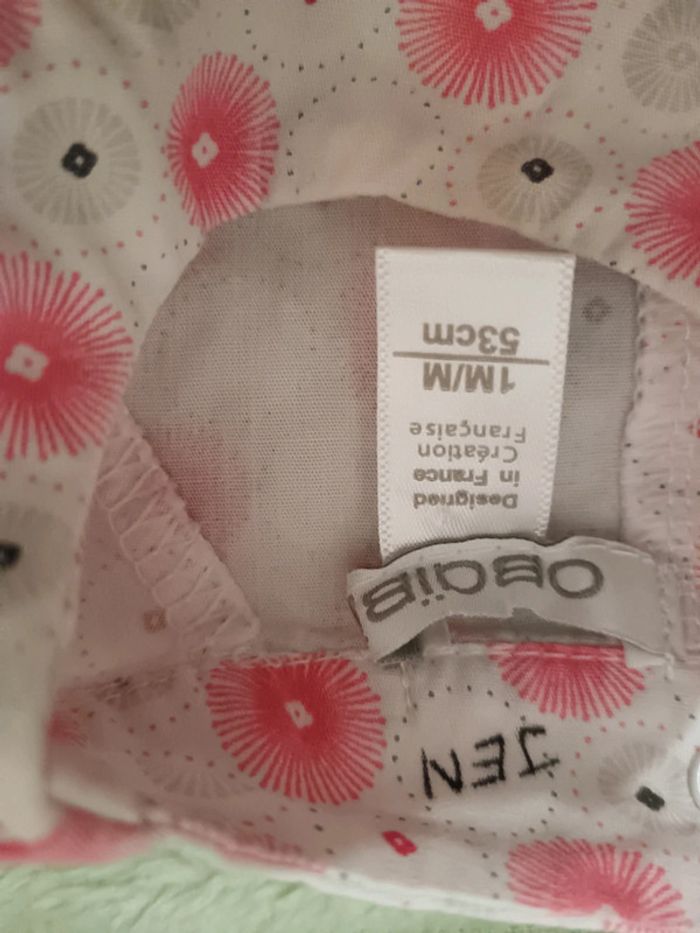 JEN
OBaïBi
Designed
in France
Création
Française
1M/M
53cm